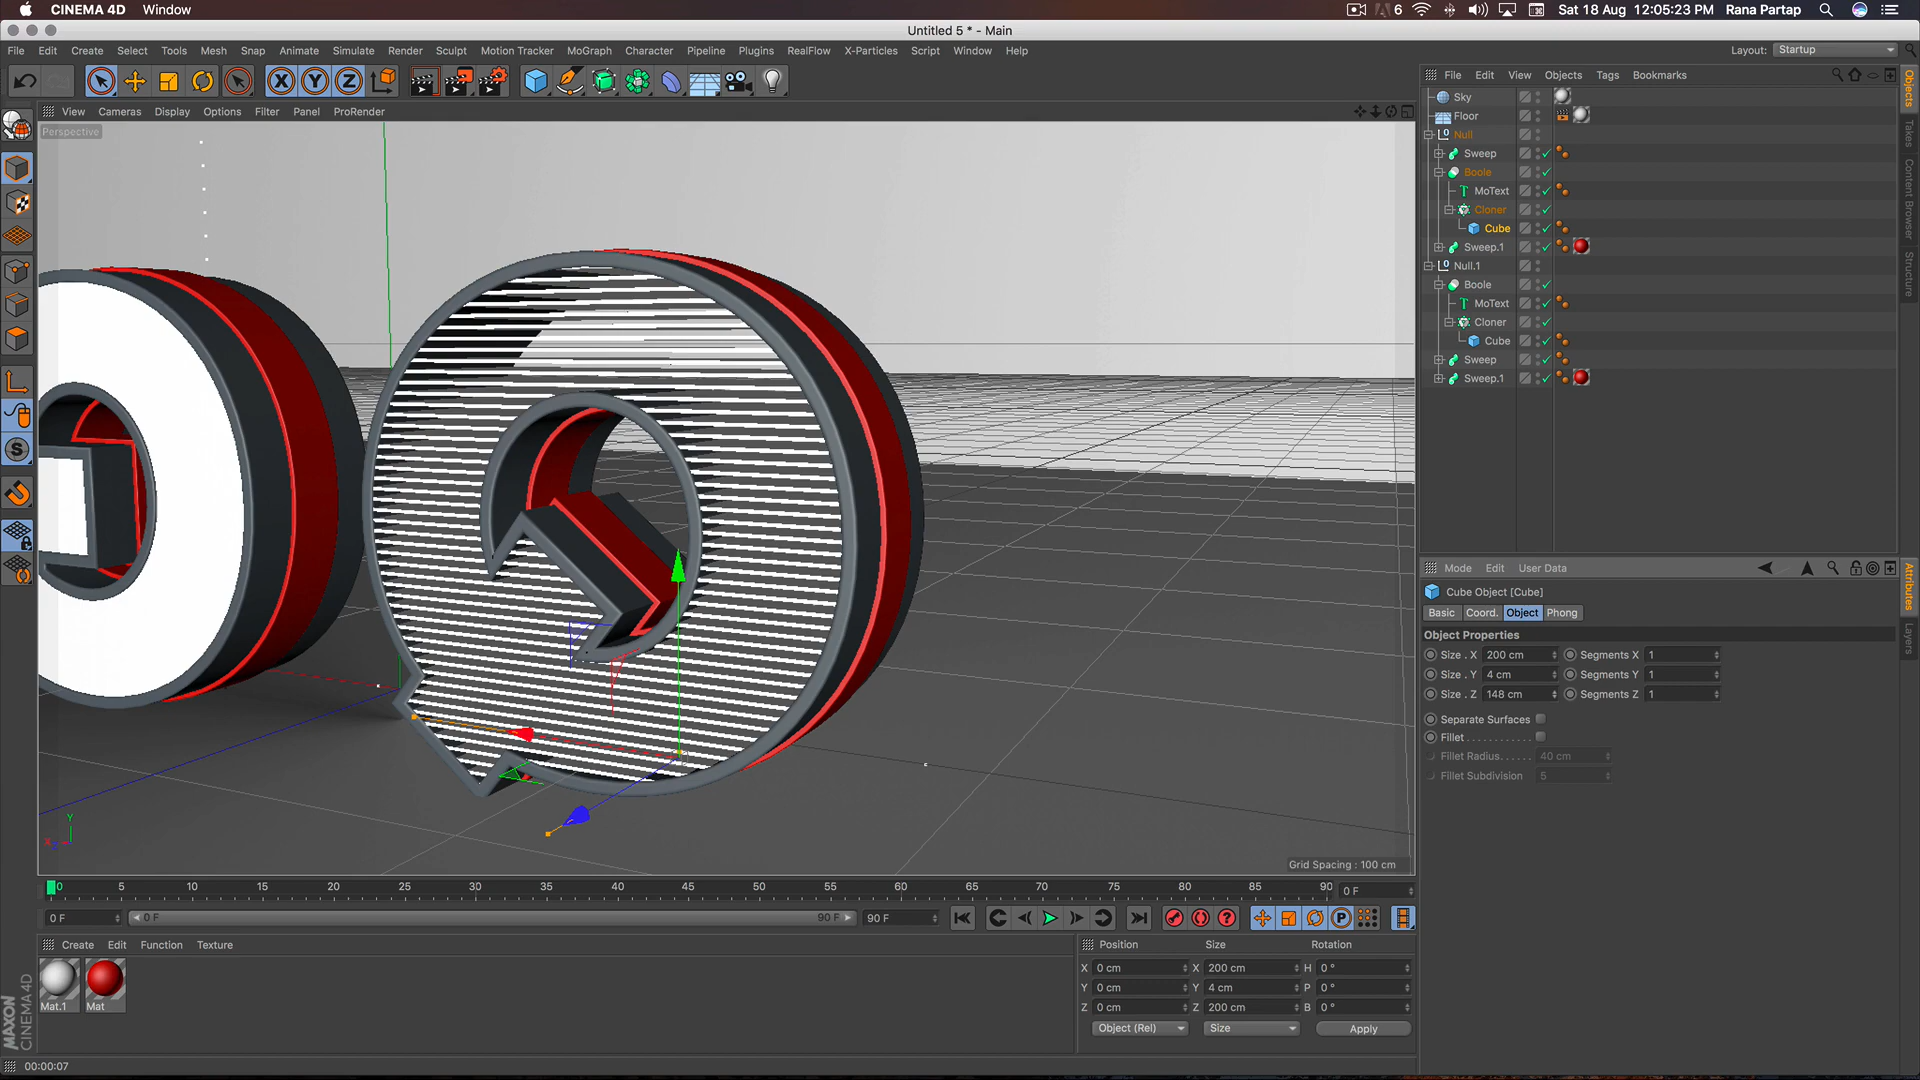 CINEMA 4D Window 6 Sat 18 Aug 12:05:23 PM Rana Partap
Untitled 5 * - Main
File Edit Create Select Tools Mesh Snap Animate Simulate Render Sculpt Motion Tracker MoGraph Character Pipeline Plugins RealFlow X-Particles Script Window Help Layout: Startup
X Y Z
File Edit View Objects Tags Bookmarks
View Cameras Display Options Filter Panel ProRender
Perspective
Sky
Floor
Null
Sweep
Boole
MoText
Cloner
Cube
Sweep.1
Null.1
Boole
MoText
Cloner
Cube
Sweep
Sweep.1
Objects
Takes
Content Browser
Structure
Mode Edit User Data
Cube Object [Cube]
Basic Coord. Object Phong
Object Properties
Size . X 200 cm Segments X 1
Size . Y 4 cm Segments Y 1
Size . Z 148 cm Segments Z 1
Separate Surfaces
Fillet . . . . . . . . . . . .
Fillet Radius. . . . . . 40 cm
Fillet Subdivision 5
Attributes
Layers
Y
X
Grid Spacing : 100 cm
0 5 10 15 20 25 30 35 40 45 50 55 60 65 70 75 80 85 90 0 F
0 F 0 F 90 F 90 F
Create Edit Function Texture
Mat.1 Mat
Position Size Rotation
X 0 cm X 200 cm H 0 °
Y 0 cm Y 4 cm P 0 °
Z 0 cm Z 200 cm B 0 °
Object (Rel) Size Apply
MAXON
CINEMA 4D
00:00:07